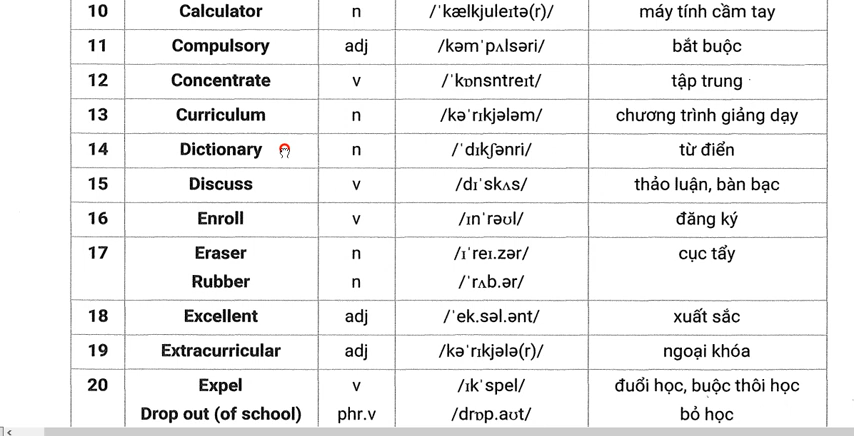 10 Calculator n /ˈkælkjuleɪtə(r)/ máy tính cầm tay
11 Compulsory adj /kəmˈpʌlsəri/ bắt buộc
12 Concentrate v /ˈkɒnsntreɪt/ tập trung
13 Curriculum n /kəˈrɪkjələm/ chương trình giảng dạy
14 Dictionary n /ˈdɪkʃənri/ từ điển
15 Discuss v /dɪˈskʌs/ thảo luận, bàn bạc
16 Enroll v /ɪnˈrəʊl/ đăng ký
17 Eraser n /ɪˈreɪ.zər/ cục tẩy
Rubber n /ˈrʌb.ər/
18 Excellent adj /ˈek.səl.ənt/ xuất sắc
19 Extracurricular adj /kəˈrɪkjələ(r)/ ngoại khóa
20 Expel v /ɪkˈspel/ đuổi học, buộc thôi học
Drop out (of school) phr.v /drɒp.aʊt/ bỏ học